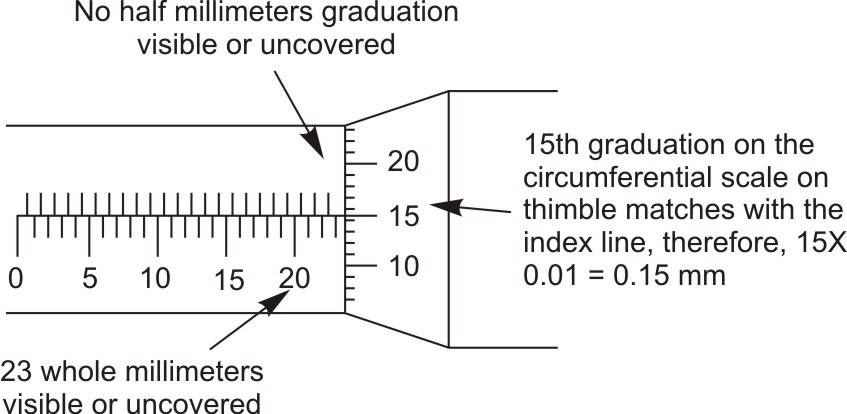 No half millimeters graduation
visible or uncovered
20
15
10
0 5 10 15 20
15th graduation on the
circumferential scale on
thimble matches with the
index line, therefore, 15X
0.01 = 0.15 mm
23 whole millimeters
visible or uncovered